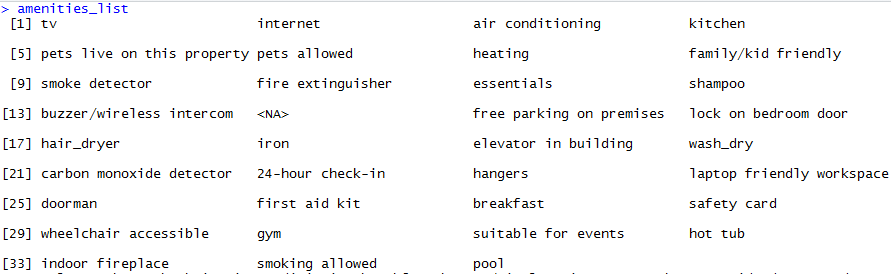 > amenities_list
[1] tv internet air conditioning kitchen
[5] pets live on this property pets allowed heating family/kid friendly
[9] smoke detector fire extinguisher essentials shampoo
[13] buzzer/wireless intercom <NA> free parking on premises lock on bedroom door
[17] hair_dryer iron elevator in building wash_dry
[21] carbon monoxide detector 24-hour check-in hangers laptop friendly workspace
[25] doorman first aid kit breakfast safety card
[29] wheelchair accessible gym suitable for events hot tub
[33] indoor fireplace smoking allowed pool